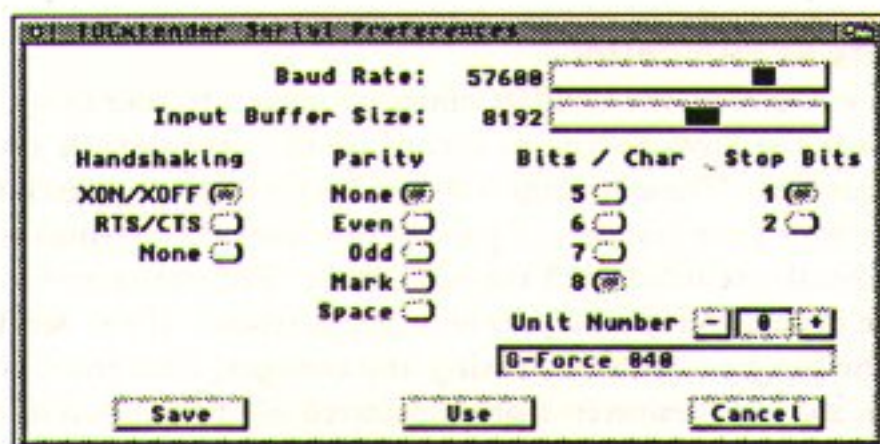 IOExtender Serial Preferences
Baud Rate: 57600
Input Buffer Size: 8192
Handshaking Parity Bits / Char Stop Bits
XON/XOFF None 5 1
RTS/CTS Even 6 2
None Odd 7
Mark 8
Space
Unit Number - 0 +
G-Force 040
Save Use Cancel